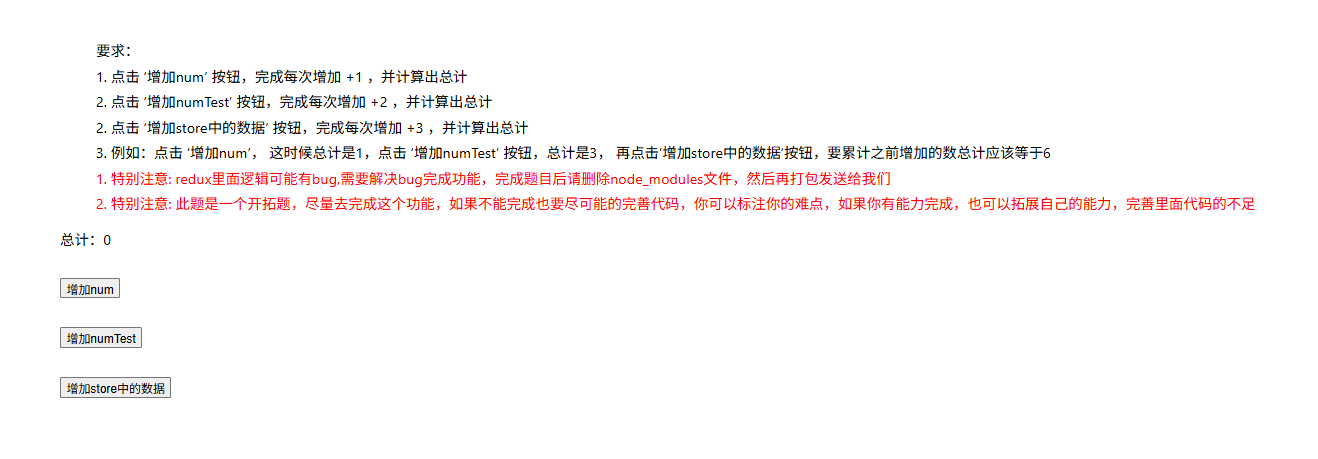 要求：
1. 点击 ‘增加num’ 按钮，完成每次增加 +1 ，并计算出总计
2. 点击 ‘增加numTest’ 按钮，完成每次增加 +2 ，并计算出总计
2. 点击 ‘增加store中的数据’ 按钮，完成每次增加 +3 ，并计算出总计
3. 例如：点击 ‘增加num’， 这时候总计是1，点击 ‘增加numTest’ 按钮，总计是3， 再点击‘增加store中的数据’按钮，要累计之前增加的数总计应该等于6
1. 特别注意: redux里面逻辑可能有bug,需要解决bug完成功能，完成题目后请删除node_modules文件，然后再打包发送给我们
2. 特别注意: 此题是一个开拓题，尽量去完成这个功能，如果不能完成也要尽可能的完善代码，你可以标注你的难点，如果你有能力完成，也可以拓展自己的能力，完善里面代码的不足
总计：0
增加num
增加numTest
增加store中的数据